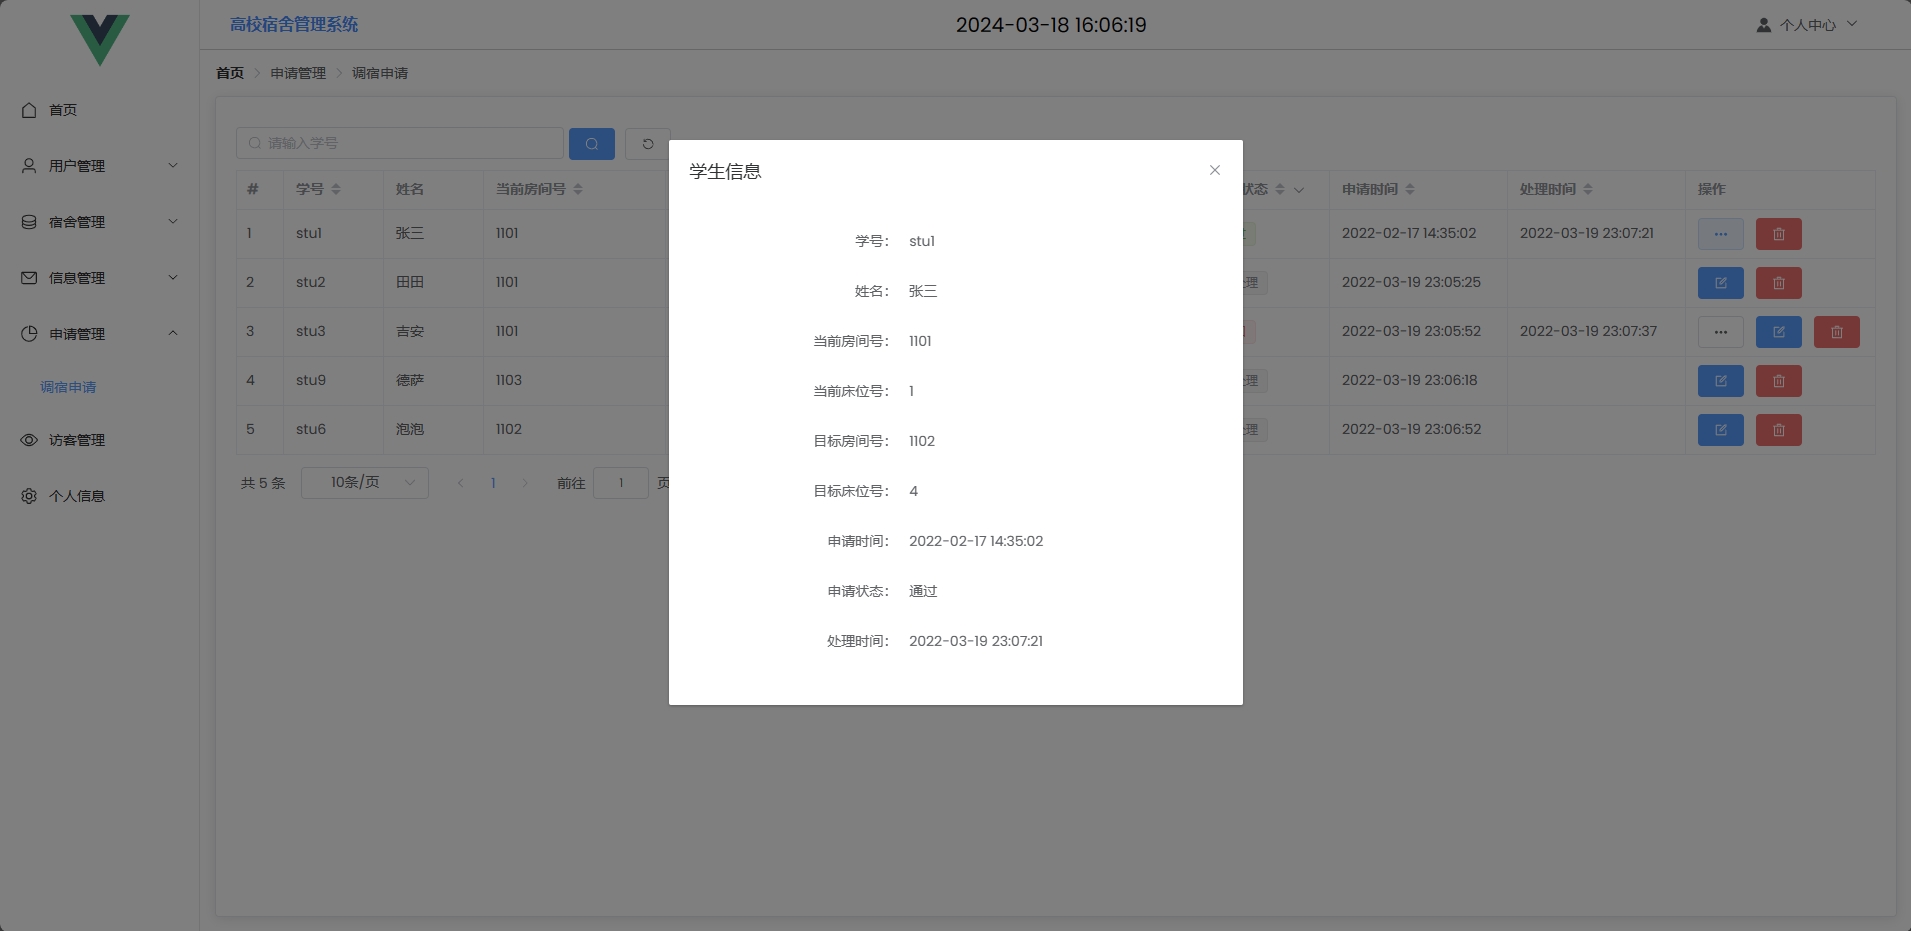 高校宿舍管理系统
2024-03-18 16:06:19
个人中心
首页
用户管理
宿舍管理
信息管理
申请管理
调宿申请
访客管理
个人信息
首页 > 申请管理 > 调宿申请
请输入学号
# 学号 姓名 当前房间号 状态 申请时间 处理时间 操作
1 stu1 张三 1101 2022-02-17 14:35:02 2022-03-19 23:07:21
2 stu2 田田 1101 理 2022-03-19 23:05:25
3 stu3 吉安 1101 2022-03-19 23:05:52 2022-03-19 23:07:37
4 stu9 德萨 1103 理 2022-03-19 23:06:18
5 stu6 泡泡 1102 理 2022-03-19 23:06:52
共 5 条 10条/页 1 前往 1 页
学生信息
学号： stu1
姓名： 张三
当前房间号： 1101
当前床位号： 1
目标房间号： 1102
目标床位号： 4
申请时间： 2022-02-17 14:35:02
申请状态： 通过
处理时间： 2022-03-19 23:07:21